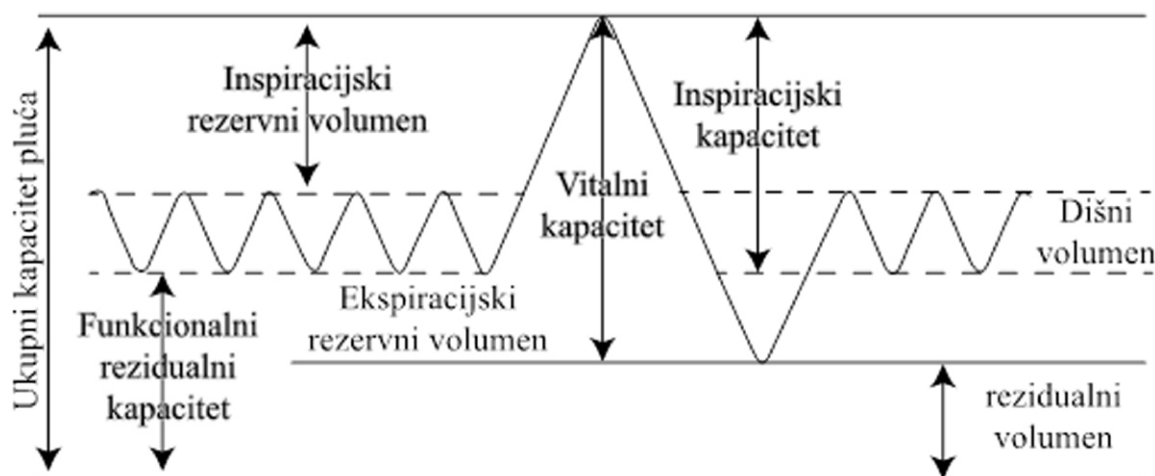 Ukupni kapacitet pluća
Inspiracijski
rezervni volumen
Inspiracijski
kapacitet
Vitalni
kapacitet
Dišni
volumen
Ekspiracijski
rezervni volumen
Funkcionalni
rezidualni
kapacitet
rezidualni
volumen